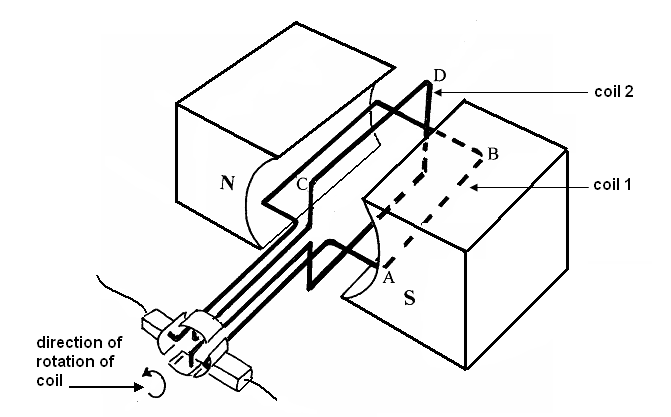 D
coil 2
B
N
C
coil 1
A
S
direction of
rotation of
coil